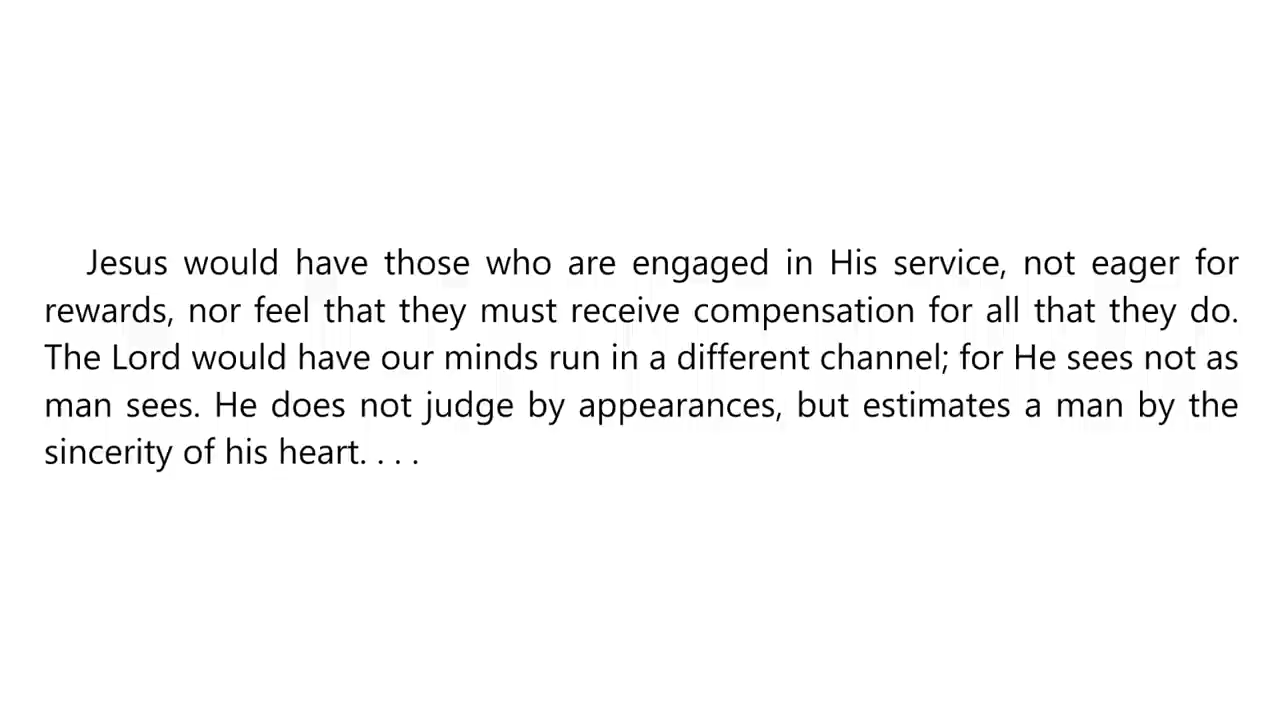 Jesus would have those who are engaged in His service, not eager for
rewards, nor feel that they must receive compensation for all that they do.
The Lord would have our minds run in a different channel; for He sees not as
man sees. He does not judge by appearances, but estimates a man by the
sincerity of his heart. . . .